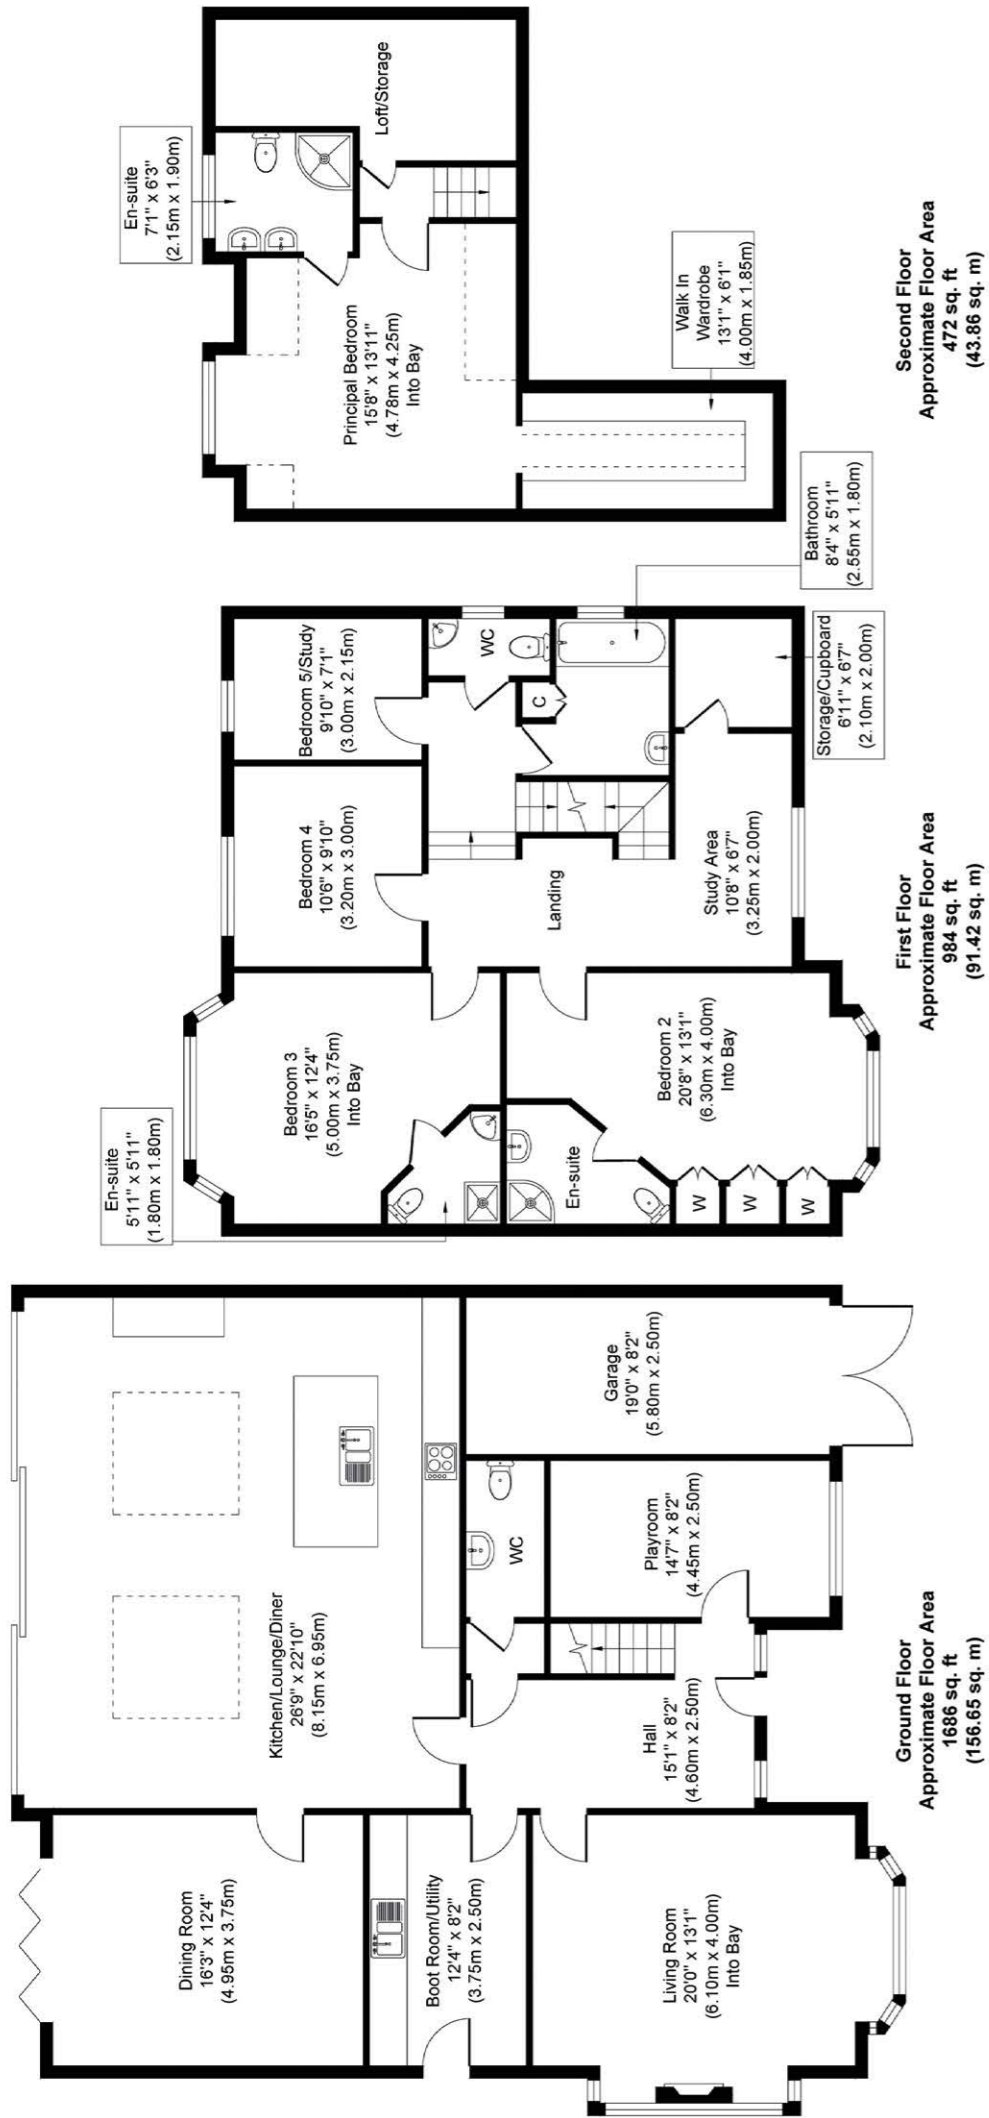 Dining Room
16'3" x 12'4"
(4.95m x 3.75m)
Kitchen/Lounge/Diner
26'9" x 22'10"
(8.15m x 6.95m)
Boot Room/Utility
12'4" x 8'2"
(3.75m x 2.50m)
WC
Garage
19'0" x 8'2"
(5.80m x 2.50m)
Living Room
20'0" x 13'1"
(6.10m x 4.00m)
Into Bay
Hall
15'1" x 8'2"
(4.60m x 2.50m)
Playroom
14'7" x 8'2"
(4.45m x 2.50m)
Ground Floor
Approximate Floor Area
1686 sq. ft
(156.65 sq. m)
En-suite
5'11" x 5'11"
(1.80m x 1.80m)
Bedroom 3
16'5" x 12'4"
(5.00m x 3.75m)
Into Bay
Bedroom 4
10'6" x 9'10"
(3.20m x 3.00m)
Bedroom 5/Study
9'10" x 7'1"
(3.00m x 2.15m)
WC
C
Landing
En-suite
W
W
W
Bedroom 2
20'8" x 13'1"
(6.30m x 4.00m)
Into Bay
Study Area
10'8" x 6'7"
(3.25m x 2.00m)
Bathroom
8'4" x 5'11"
(2.55m x 1.80m)
Storage/Cupboard
6'11" x 6'7"
(2.10m x 2.00m)
First Floor
Approximate Floor Area
984 sq. ft
(91.42 sq. m)
En-suite
7'1" x 6'3"
(2.15m x 1.90m)
Principal Bedroom
15'8" x 13'11"
(4.78m x 4.25m)
Into Bay
Loft/Storage
Walk In
Wardrobe
13'1" x 6'1"
(4.00m x 1.85m)
Second Floor
Approximate Floor Area
472 sq. ft
(43.86 sq. m)